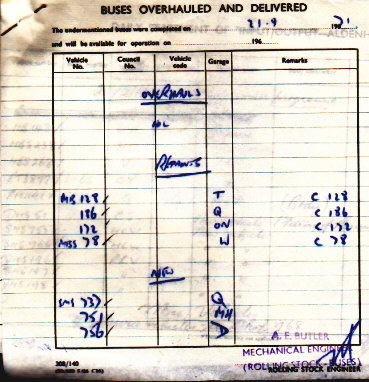 BUSES OVERHAULED AND DELIVERED
The undermentioned buses were completed on 21.9 196 71
and will be available for operation on 196
Vehicle No. Council No. Vehicle code Garage Remarks
OVERHAULS
NIL
REPAINTS
MB 128 T C 128
186 Q C 186
172 ON C 172
MBS 78 W C 78
NEW
SMS 737 Q
751 MH
756 A
A. E. BUTLER
MECHANICAL ENGINEER
(ROLLING STOCK - BUSES)
308/140 ROLLING STOCK ENGINEER